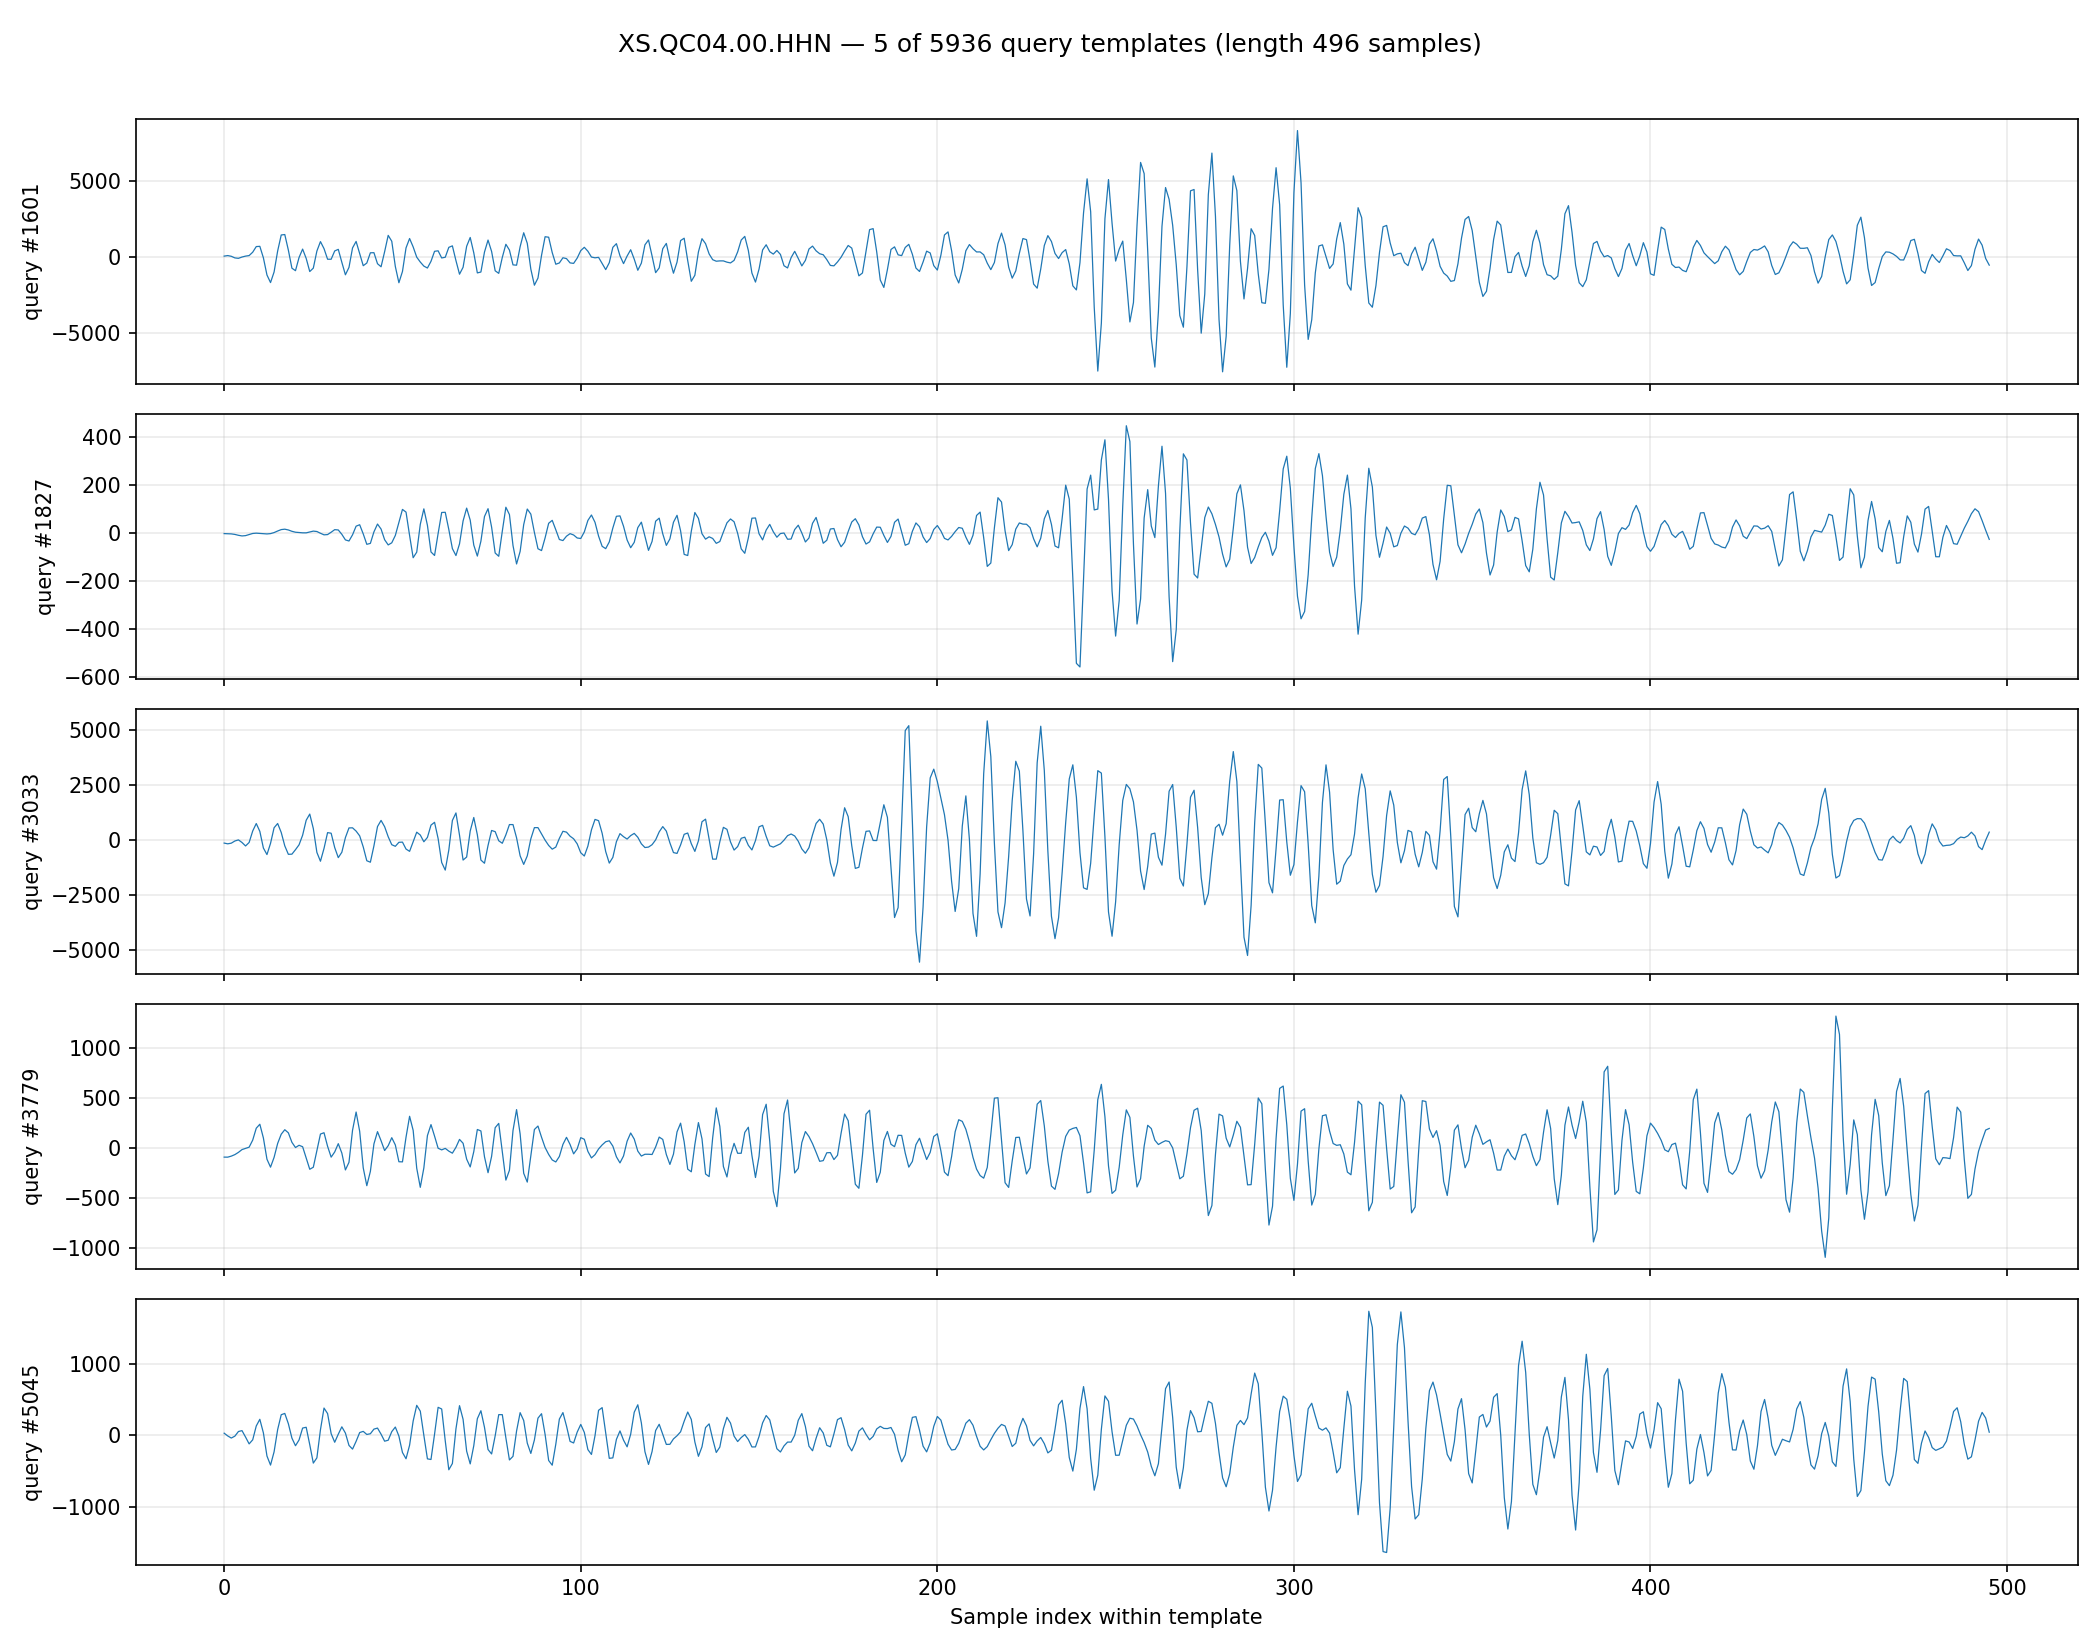 XS.QC04.00.HHN — 5 of 5936 query templates (length 496 samples)
query #1601
5000
0
−5000
query #1827
400
200
0
−200
−400
−600
query #3033
5000
2500
0
−2500
−5000
query #3779
1000
500
0
−500
−1000
query #5045
1000
0
−1000
0 100 200 300 400 500
Sample index within template